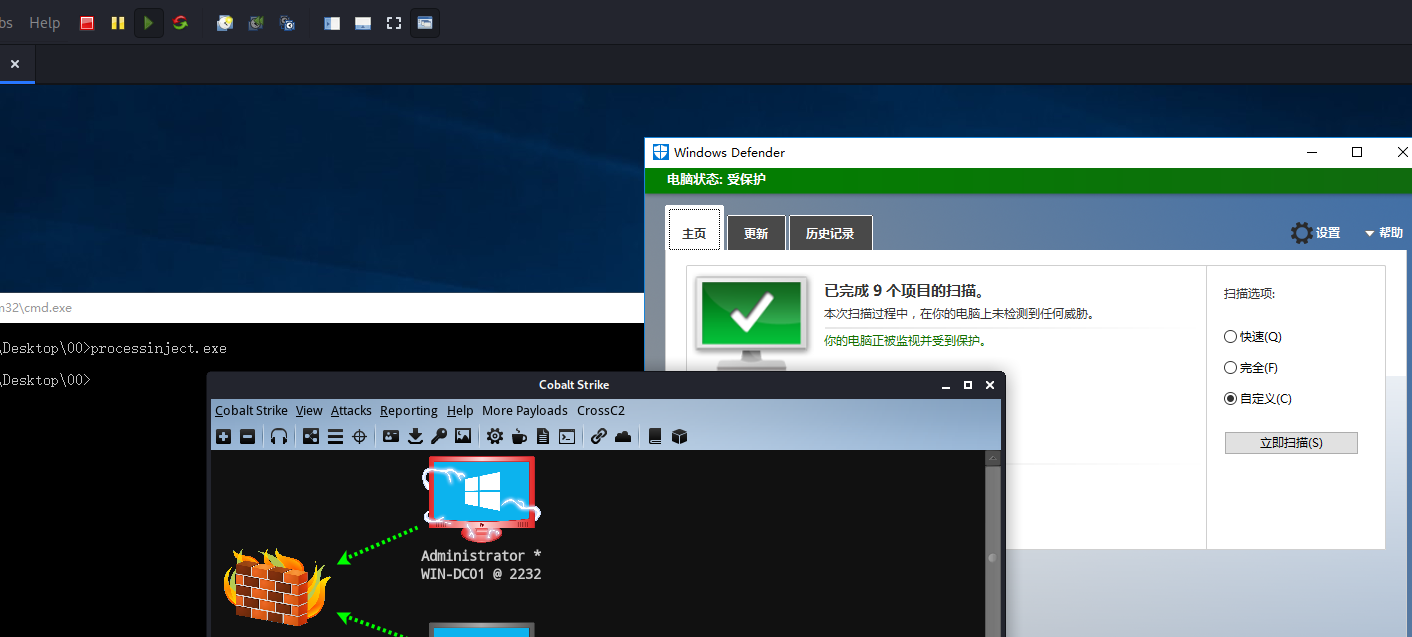 bs Help
Windows Defender
电脑状态: 受保护
主页 更新 历史记录 设置 帮助
已完成 9 个项目的扫描。
本次扫描过程中，在你的电脑上未检测到任何威胁。
你的电脑正被监视并受到保护。
扫描选项:
快速(Q)
完全(F)
自定义(C)
立即扫描(S)
m32\cmd.exe
\Desktop\00>processinject.exe
\Desktop\00>
Cobalt Strike
Cobalt Strike View Attacks Reporting Help More Payloads CrossC2
Administrator *
WIN-DC01 @ 2232